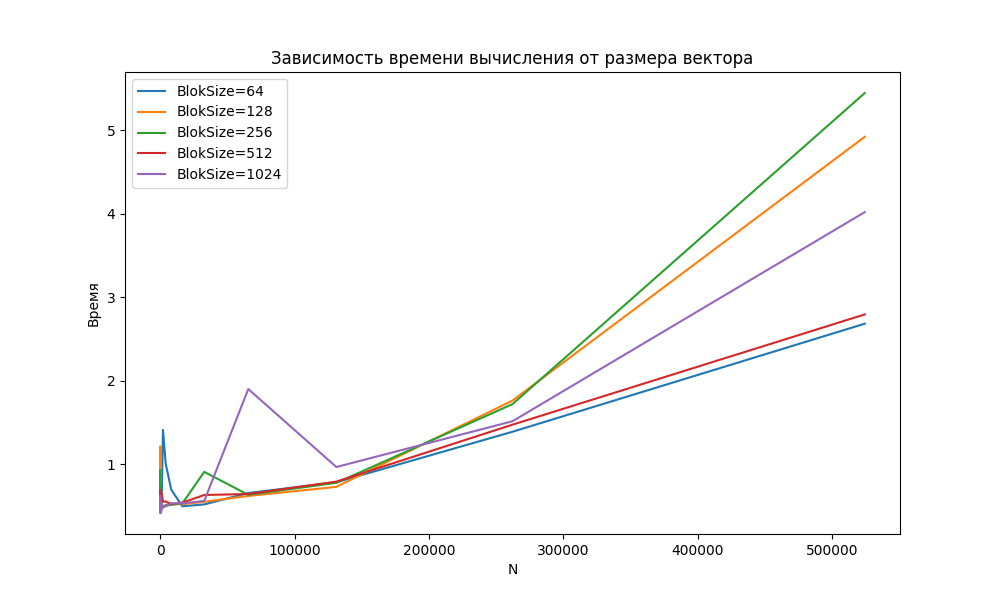 Зависимость времени вычисления от размера вектора
BlokSize=64
BlokSize=128
BlokSize=256
BlokSize=512
BlokSize=1024
Время
5
4
3
2
1
0 100000 200000 300000 400000 500000
N